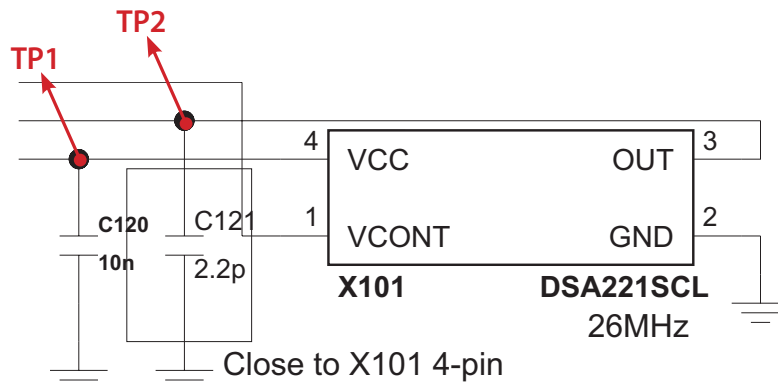 TP2
TP1
4 VCC OUT 3
C120 C121 1 VCONT GND 2
10n 2.2p
X101 DSA221SCL
26MHz
Close to X101 4-pin